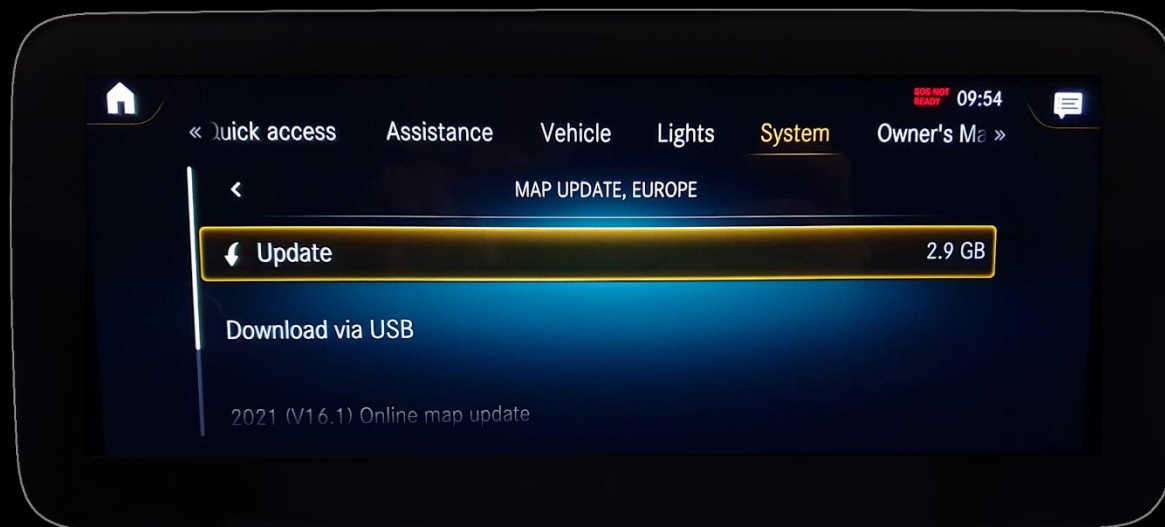 SOS NOT
READY 09:54
« Quick access Assistance Vehicle Lights System Owner's Ma »
MAP UPDATE, EUROPE
Update 2.9 GB
Download via USB
2021 (V16.1) Online map update